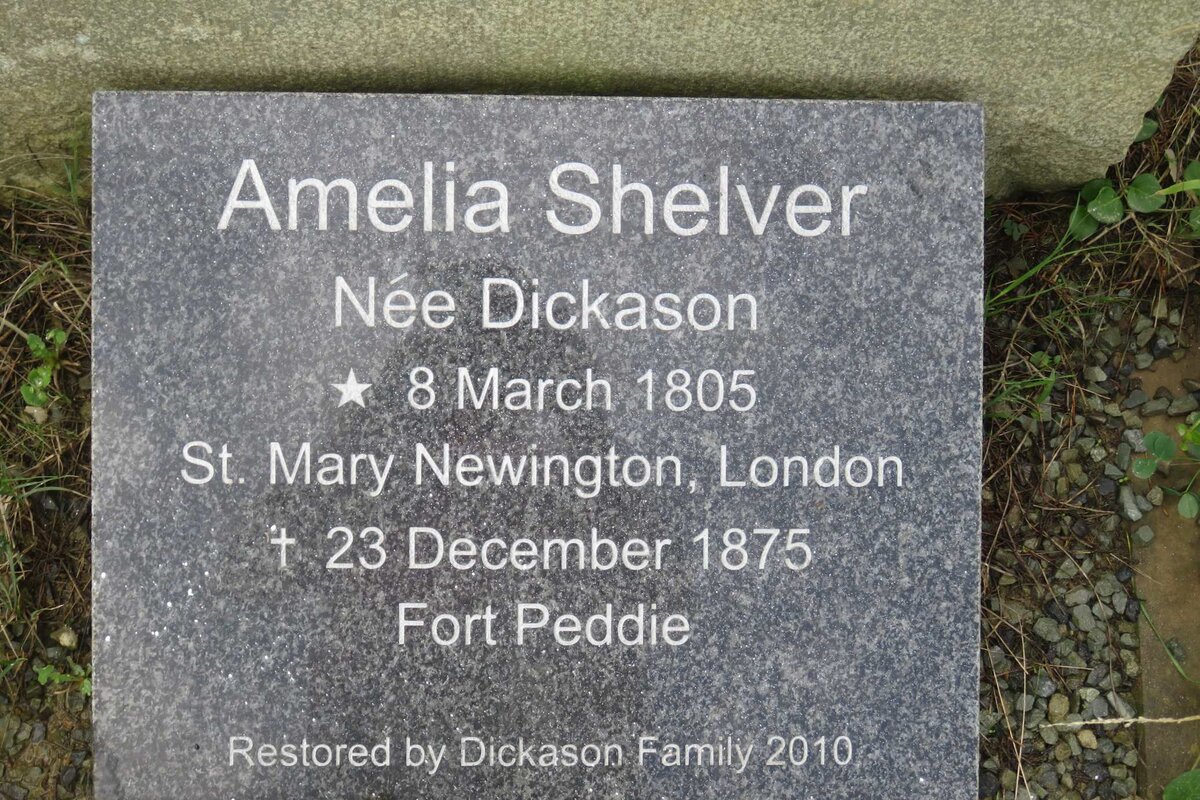 Amelia Shelver
Née Dickason
★ 8 March 1805
St. Mary Newington, London
✝ 23 December 1875
Fort Peddie
Restored by Dickason Family 2010